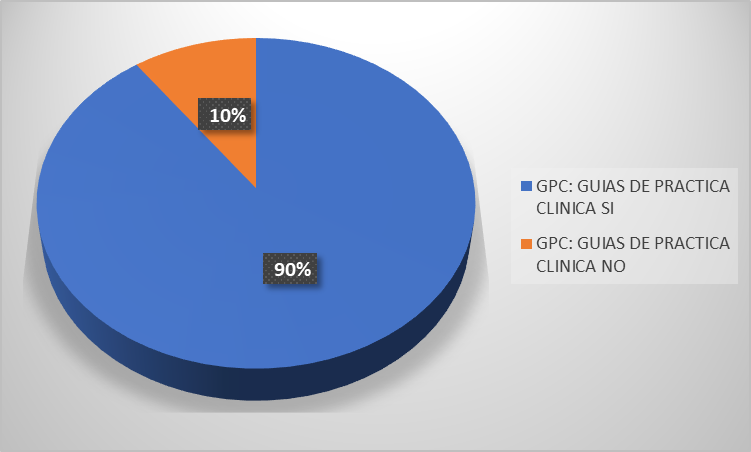 10%
90%
GPC: GUIAS DE PRACTICA
CLINICA SI
GPC: GUIAS DE PRACTICA
CLINICA NO